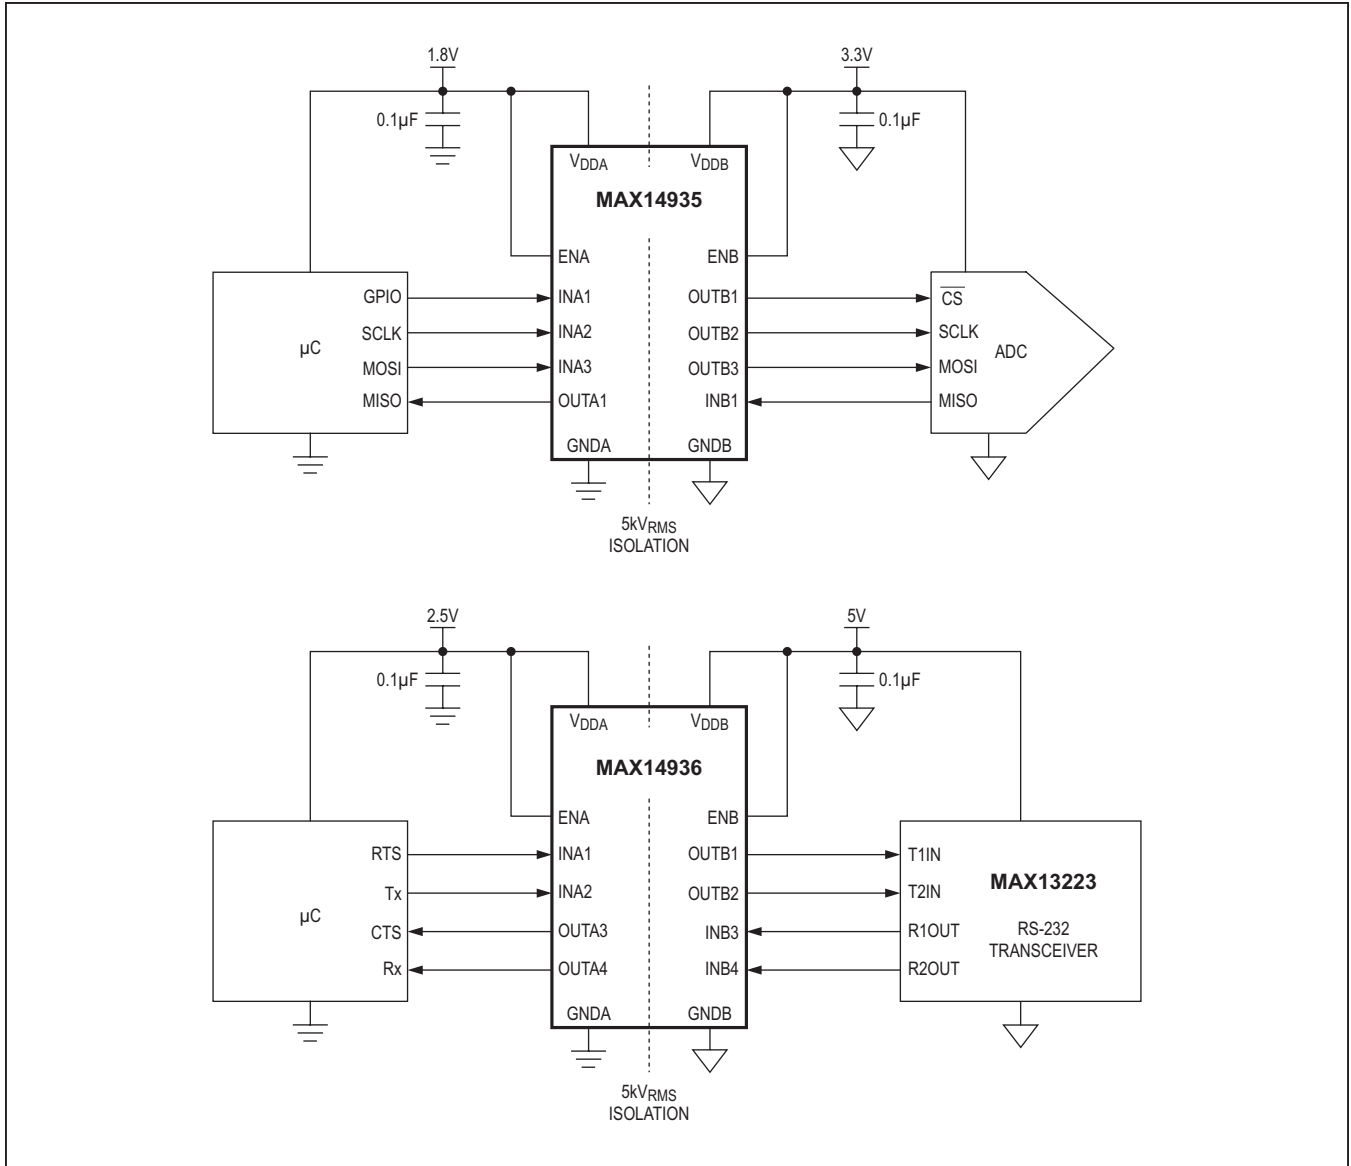 1.8V
3.3V
0.1µF
0.1µF
VDDA
VDDB
MAX14935
ENA
ENB
GPIO
INA1
OUTB1
CS
SCLK
INA2
OUTB2
SCLK
µC
ADC
MOSI
INA3
OUTB3
MOSI
MISO
OUTA1
INB1
MISO
GNDA
GNDB
5kVRMS
ISOLATION
2.5V
5V
0.1µF
0.1µF
VDDA
VDDB
MAX14936
ENA
ENB
RTS
INA1
OUTB1
T1IN
MAX13223
Tx
INA2
OUTB2
T2IN
µC
CTS
OUTA3
INB3
R1OUT
RS-232
TRANSCEIVER
Rx
OUTA4
INB4
R2OUT
GNDA
GNDB
5kVRMS
ISOLATION